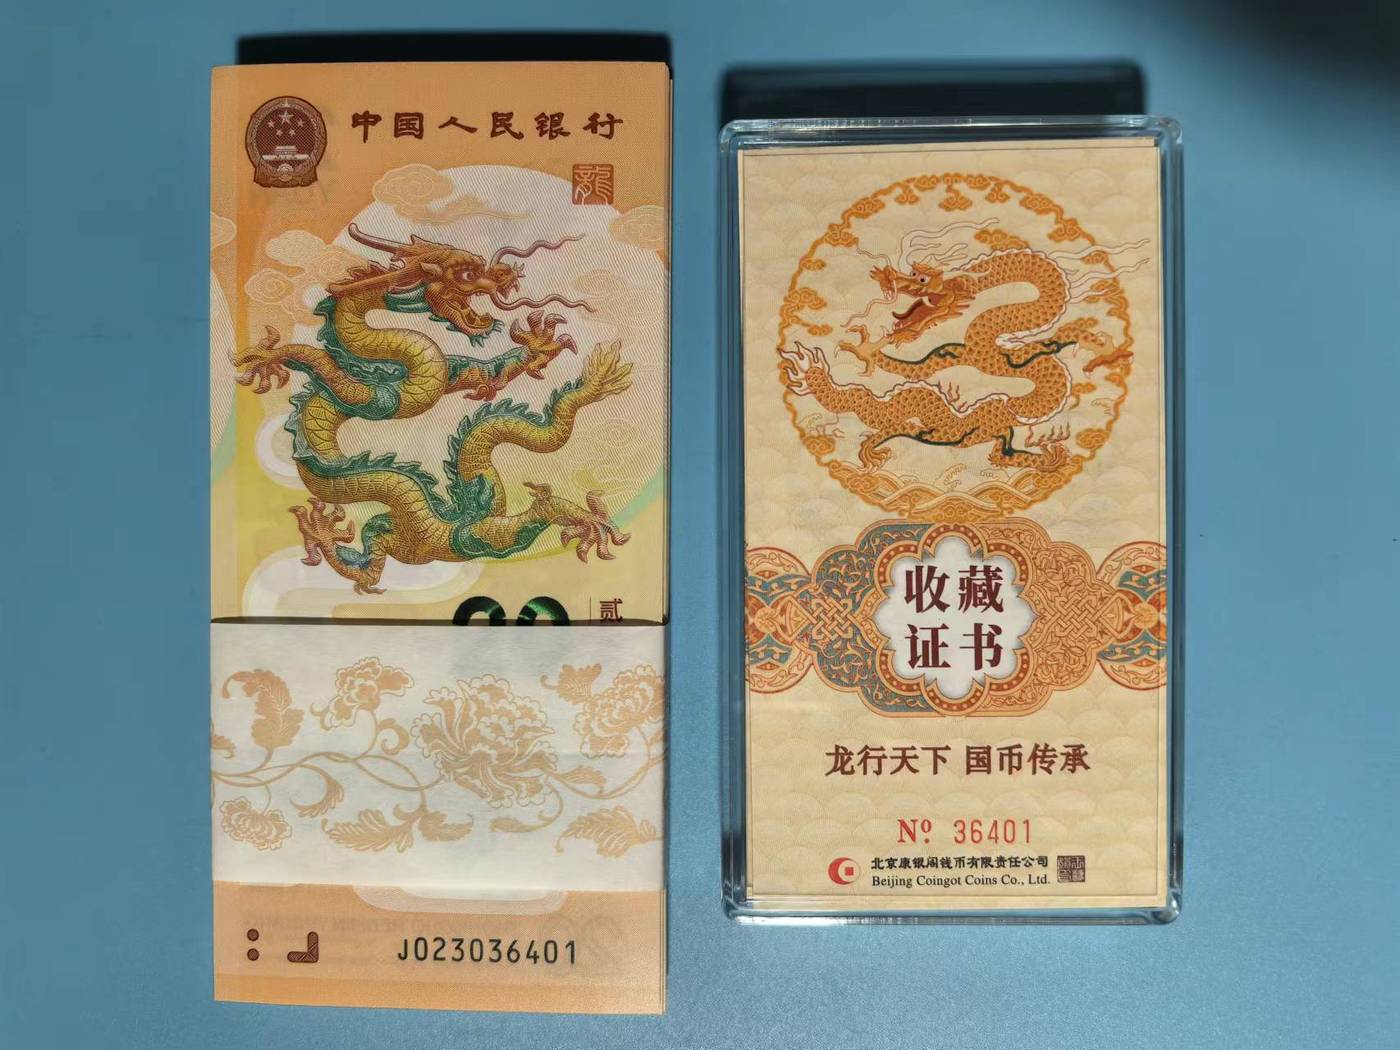 中国人民银行
龍
20
贰
J023036401
收藏
证书
龙行天下 国币传承
Nº 36401
北京康银阁钱币有限责任公司
Beijing Coingot Coins Co., Ltd.